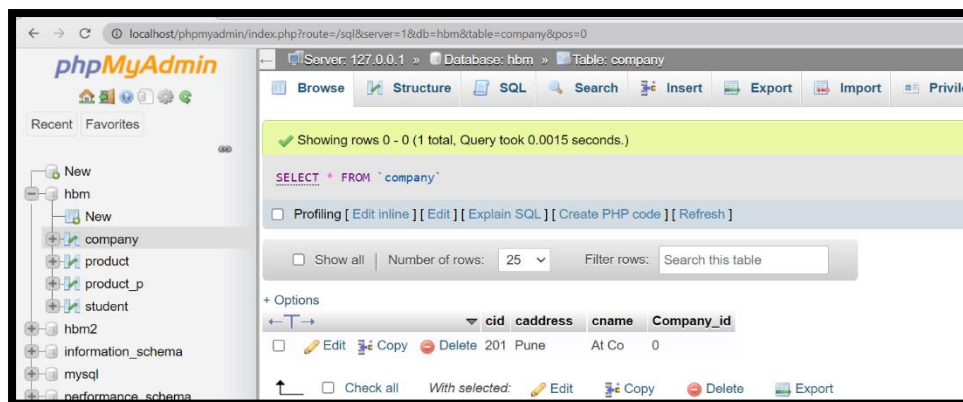 localhost/phpmyadmin/index.php?route=/sql&server=1&db=hbm&table=company&pos=0
phpMyAdmin
Recent Favorites
New
hbm
New
company
product
product_p
student
hbm2
information_schema
mysql
performance_schema
Server: 127.0.0.1 » Database: hbm » Table: company
Browse Structure SQL Search Insert Export Import Privil
Showing rows 0 - 0 (1 total, Query took 0.0015 seconds.)
SELECT * FROM `company`
Profiling [ Edit inline ] [ Edit ] [ Explain SQL ] [ Create PHP code ] [ Refresh ]
Show all | Number of rows: 25 Filter rows: Search this table
+ Options
←T→ cid caddress cname Company_id
Edit Copy Delete 201 Pune At Co 0
Check all With selected: Edit Copy Delete Export